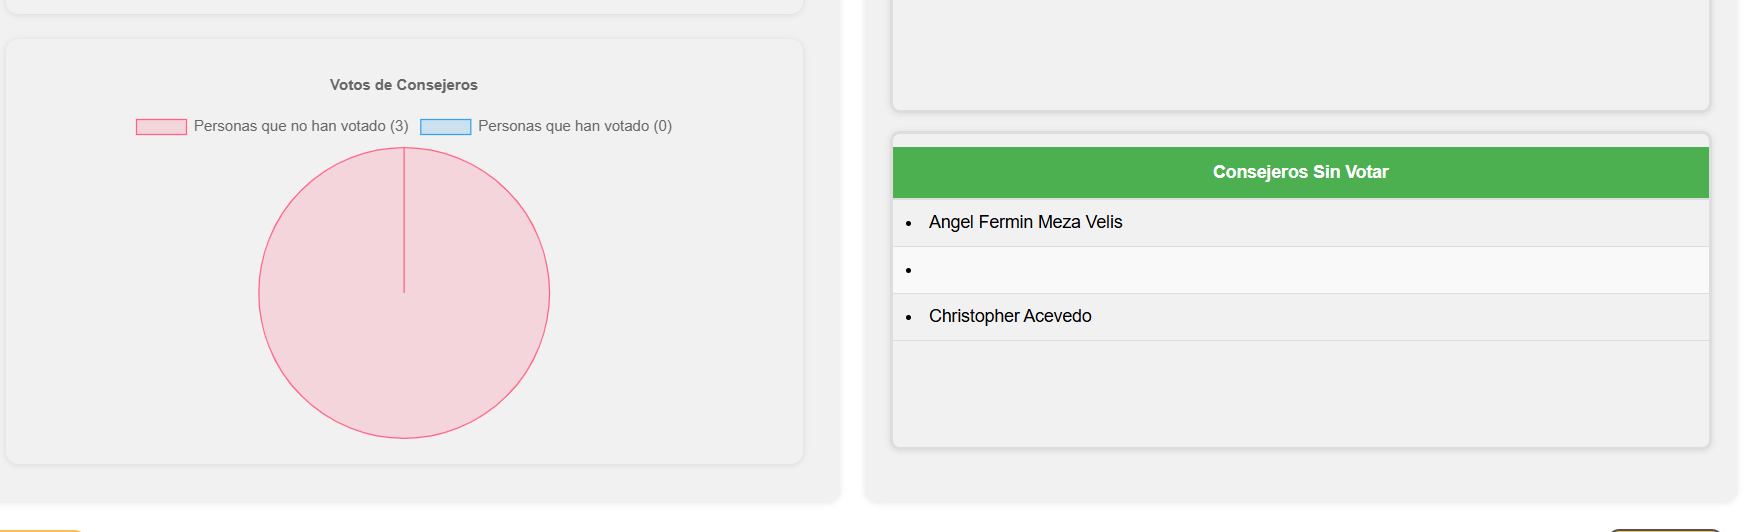 Votos de Consejeros
Personas que no han votado (3) Personas que han votado (0)
Consejeros Sin Votar
Angel Fermin Meza Velis
Christopher Acevedo